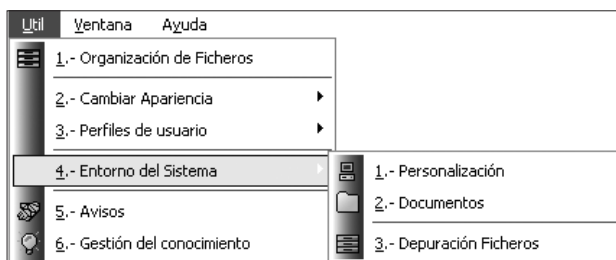 Util Ventana Ayuda
1.- Organización de Ficheros
2.- Cambiar Apariencia
3.- Perfiles de usuario
4.- Entorno del Sistema
1.- Personalización
2.- Documentos
3.- Depuración Ficheros
5.- Avisos
6.- Gestión del conocimiento